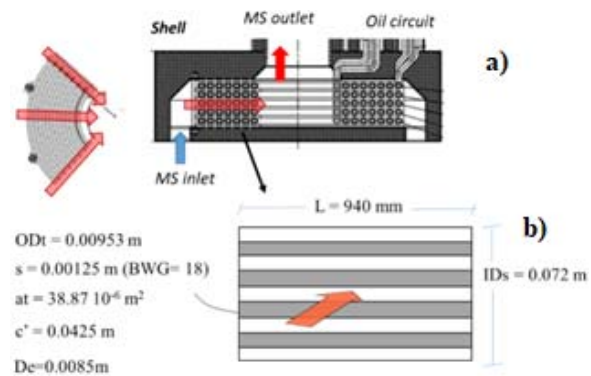 Shell
MS outlet
Oil circuit
a)
MS inlet
L = 940 mm
b)
ODt = 0.00953 m
s = 0.00125 m (BWG= 18)
at = 38.87 10⁻⁶ m²
c' = 0.0425 m
De=0.0085m
IDs = 0.072 m